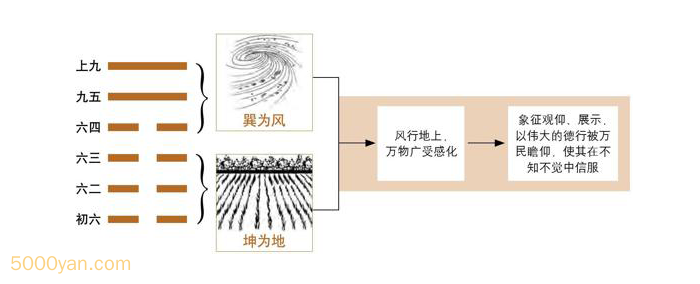 上九
九五
六四
六三
六二
初六
巽为风
坤为地
风行地上，
万物广受感化
象征观仰、展示，
以伟大的德行被万
民瞻仰，使其在不
知不觉中信服
5000yan.com